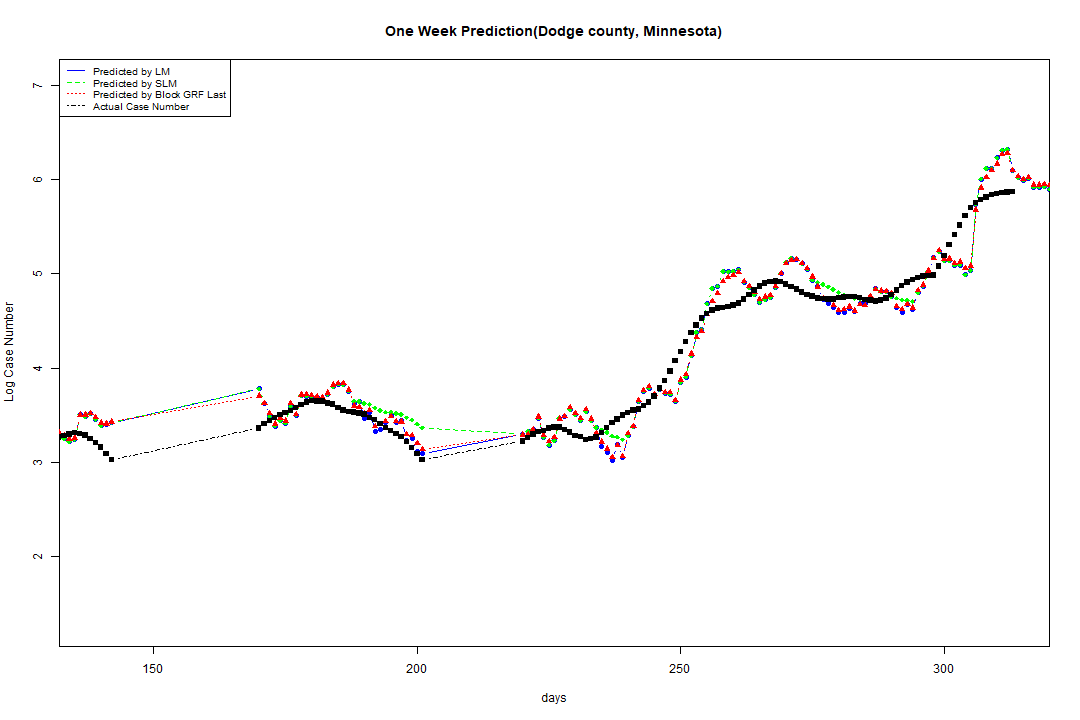 One Week Prediction(Dodge county, Minnesota)
Predicted by LM
Predicted by SLM
Predicted by Block GRF Last
Actual Case Number
7
6
5
4
3
2
Log Case Number
150 200 250 300
days